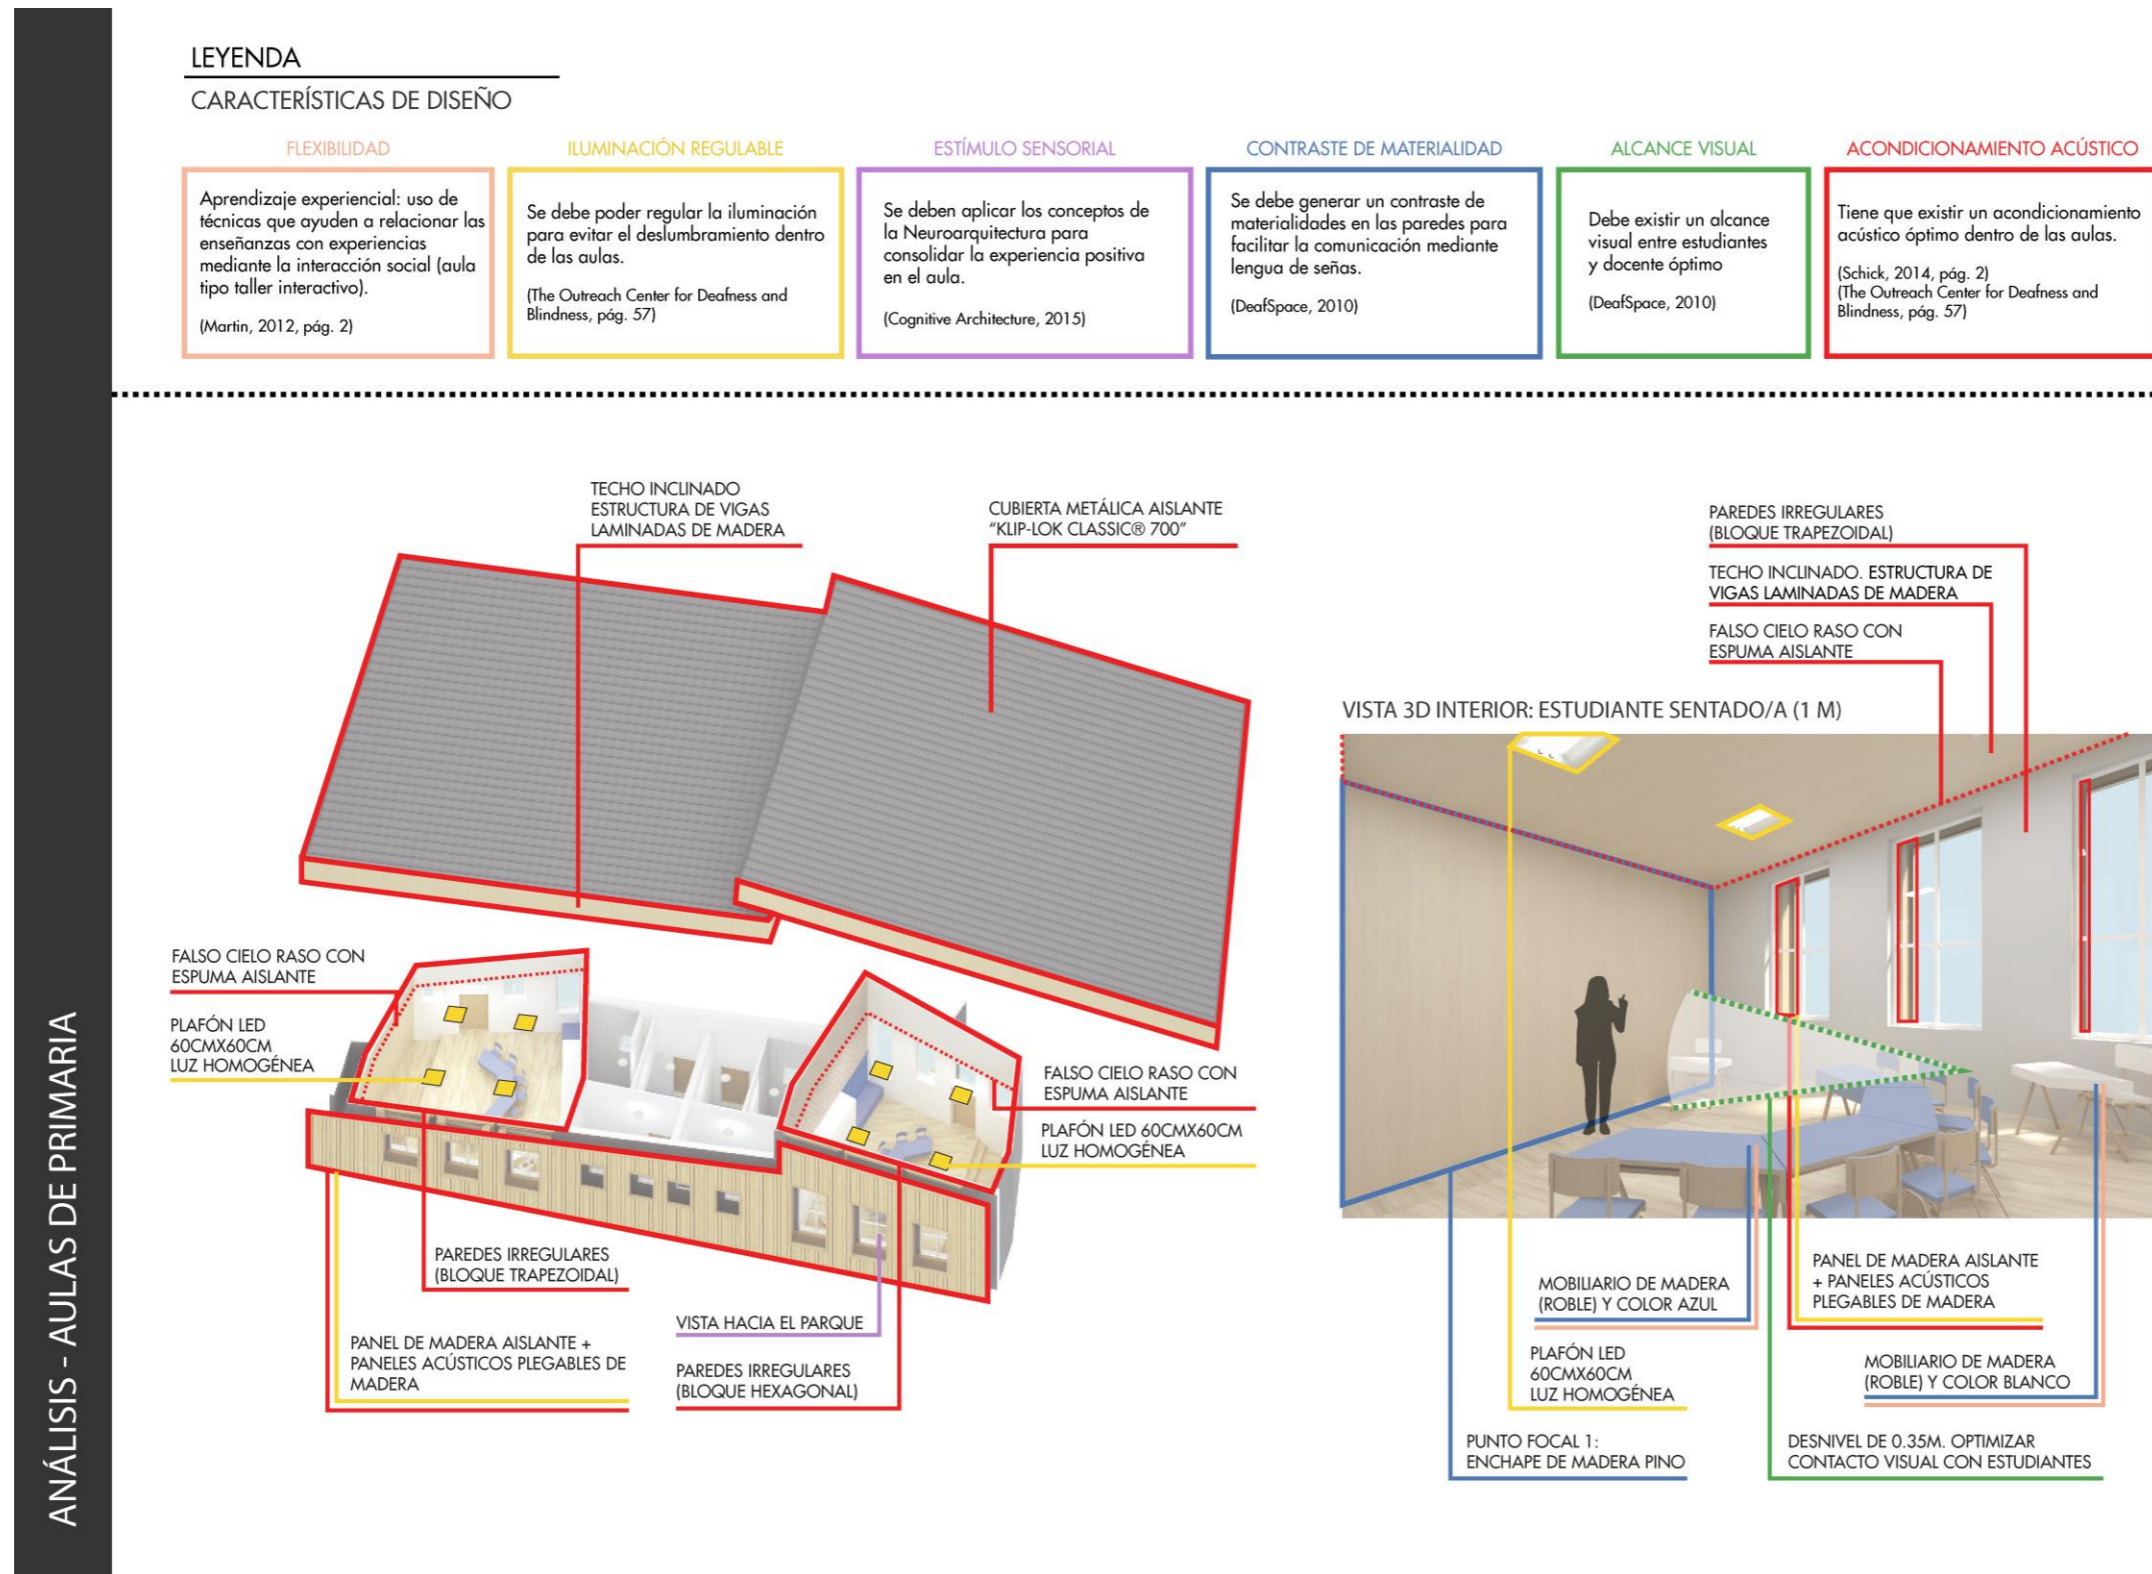 ANÁLISIS - AULAS DE PRIMARIA
LEYENDA
CARACTERÍSTICAS DE DISEÑO
FLEXIBILIDAD
Aprendizaje experiencial: uso de
técnicas que ayuden a relacionar las
enseñanzas con experiencias
mediante la interacción social (aula
tipo taller interactivo).
(Martin, 2012, pág. 2)
ILUMINACIÓN REGULABLE
Se debe poder regular la iluminación
para evitar el deslumbramiento dentro
de las aulas.
(The Outreach Center for Deafness and
Blindness, pág. 57)
ESTÍMULO SENSORIAL
Se deben aplicar los conceptos de
la Neuroarquitectura para
consolidar la experiencia positiva
en el aula.
(Cognitive Architecture, 2015)
CONTRASTE DE MATERIALIDAD
Se debe generar un contraste de
materialidades en las paredes para
facilitar la comunicación mediante
lengua de señas.
(DeafSpace, 2010)
ALCANCE VISUAL
Debe existir un alcance
visual entre estudiantes
y docente óptimo
(DeafSpace, 2010)
ACONDICIONAMIENTO ACÚSTICO
Tiene que existir un acondicionamiento
acústico óptimo dentro de las aulas.
(Schick, 2014, pág. 2)
(The Outreach Center for Deafness and
Blindness, pág. 57)
TECHO INCLINADO
ESTRUCTURA DE VIGAS
LAMINADAS DE MADERA
CUBIERTA METÁLICA AISLANTE
“KLIP-LOK CLASSIC® 700”
FALSO CIELO RASO CON
ESPUMA AISLANTE
PLAFÓN LED
60CMX60CM
LUZ HOMOGÉNEA
FALSO CIELO RASO CON
ESPUMA AISLANTE
PLAFÓN LED 60CMX60CM
LUZ HOMOGÉNEA
PAREDES IRREGULARES
(BLOQUE TRAPEZOIDAL)
VISTA HACIA EL PARQUE
PANEL DE MADERA AISLANTE +
PANELES ACÚSTICOS PLEGABLES DE
MADERA
PAREDES IRREGULARES
(BLOQUE HEXAGONAL)
PAREDES IRREGULARES
(BLOQUE TRAPEZOIDAL)
TECHO INCLINADO. ESTRUCTURA DE
VIGAS LAMINADAS DE MADERA
FALSO CIELO RASO CON
ESPUMA AISLANTE
VISTA 3D INTERIOR: ESTUDIANTE SENTADO/A (1 M)
MOBILIARIO DE MADERA
(ROBLE) Y COLOR AZUL
PANEL DE MADERA AISLANTE
+ PANELES ACÚSTICOS
PLEGABLES DE MADERA
PLAFÓN LED
60CMX60CM
LUZ HOMOGÉNEA
MOBILIARIO DE MADERA
(ROBLE) Y COLOR BLANCO
PUNTO FOCAL 1:
ENCHAPE DE MADERA PINO
DESNIVEL DE 0.35M. OPTIMIZAR
CONTACTO VISUAL CON ESTUDIANTES